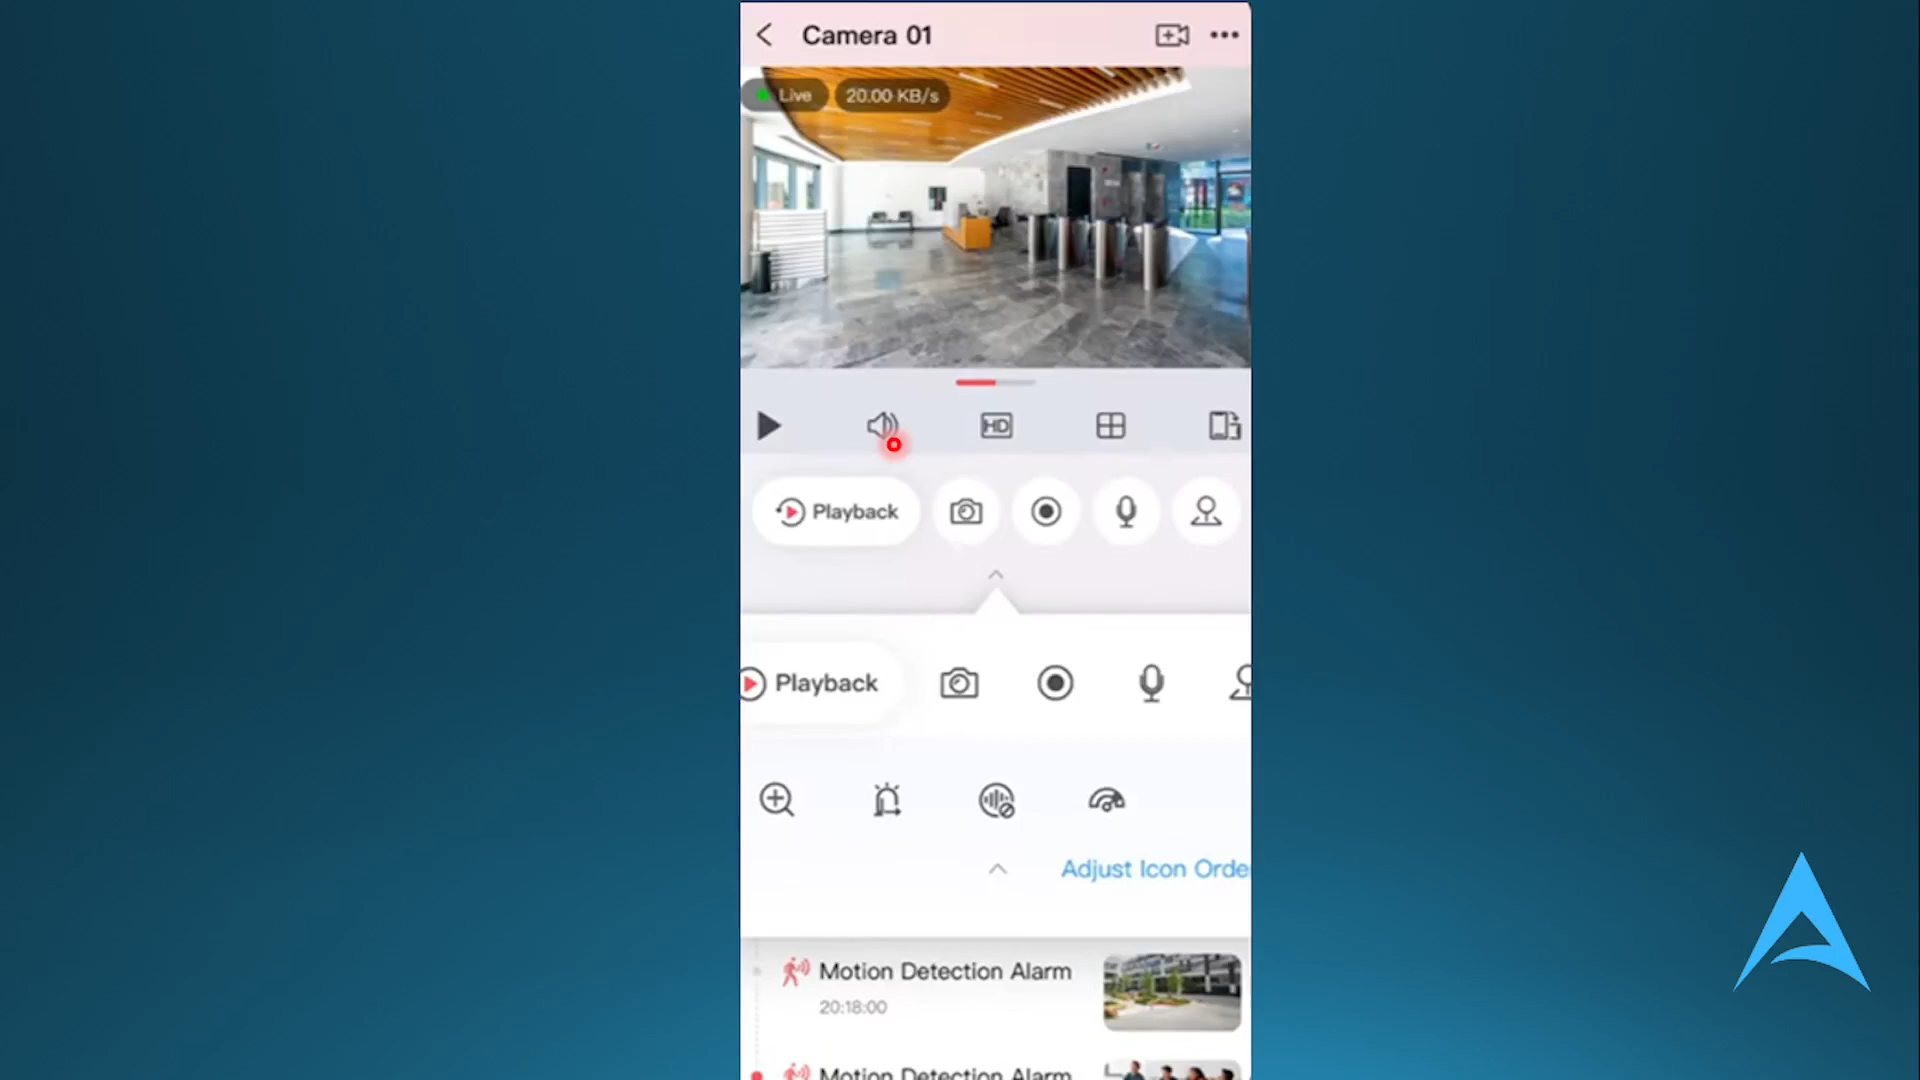 Camera 01
Live
20.00 KB/s
HD
Playback
Playback
Adjust Icon Orde
Motion Detection Alarm
20:18:00
Motion Detection Alarm